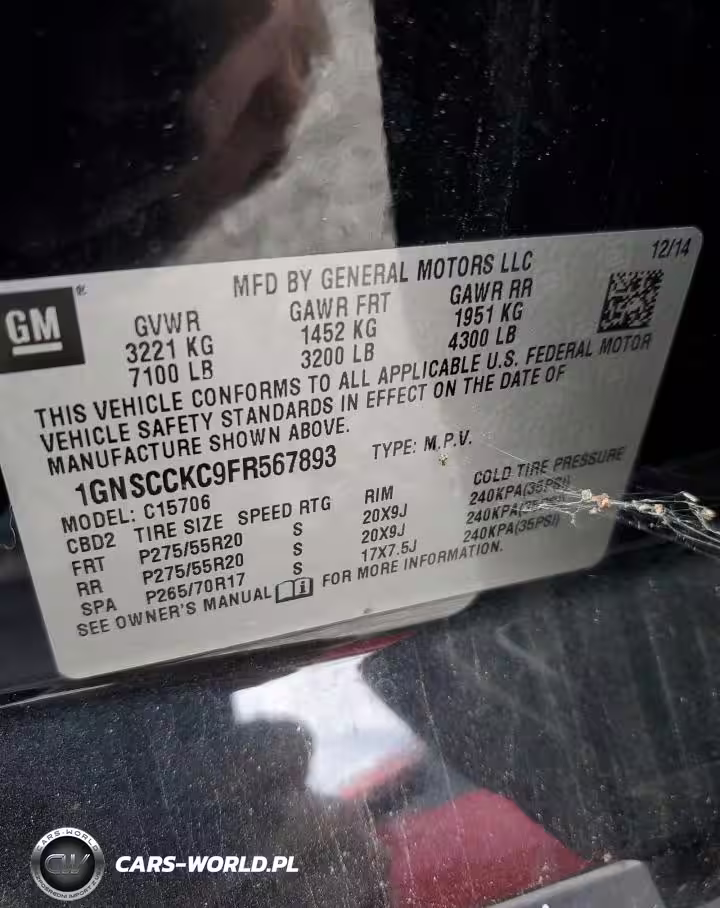 12/14
MFD BY GENERAL MOTORS LLC
GM
GVWR GAWR FRT GAWR RR
3221 KG 1452 KG 1951 KG
7100 LB 3200 LB 4300 LB
THIS VEHICLE CONFORMS TO ALL APPLICABLE U.S. FEDERAL MOTOR
VEHICLE SAFETY STANDARDS IN EFFECT ON THE DATE OF
MANUFACTURE SHOWN ABOVE.
1GNSCCKC9FR567893 TYPE: M.P.V.
MODEL: C15706
CBD2 TIRE SIZE SPEED RTG RIM COLD TIRE PRESSURE
FRT P275/55R20 S 20X9J 240KPA(35PSI)
RR P275/55R20 S 20X9J 240KPA(35PSI)
SPA P265/70R17 S 17X7.5J 240KPA(35PSI)
SEE OWNER'S MANUAL FOR MORE INFORMATION.
CARS-WORLD
CW
CARS-WORLD.PL